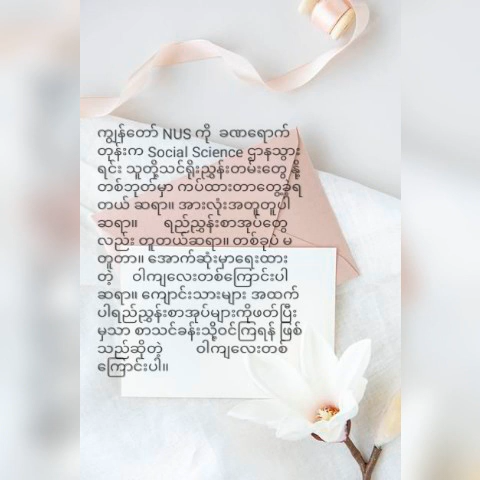 ကျွန်တော် NUS ကို ခဏရောက်
တုန်းက Social Science ဌာနသွား
ရင်း သူတို့သင်ရိုးညွှန်းတမ်းတွေ နို့
တစ်ဘုတ်မှာ ကပ်ထားတာတွေ့ခဲ့ရ
တယ် ဆရာ။ အားလုံးအတူတူပါ
ဆရာ။ ရည်ညွှန်းစာအုပ်တွေ
လည်း တူတယ်ဆရာ။ တစ်ခုပဲ မ
တူတာ။ အောက်ဆုံးမှာရေးထား
တဲ့ ဝါကျလေးတစ်ကြောင်းပါ
ဆရာ။ ကျောင်းသားများ အထက်
ပါရည်ညွှန်းစာအုပ်များကိုဖတ်ပြီး
မှသာ စာသင်ခန်းသို့ဝင်ကြရန် ဖြစ်
သည်ဆိုတဲ့ ဝါကျလေးတစ်
ကြောင်းပါ။